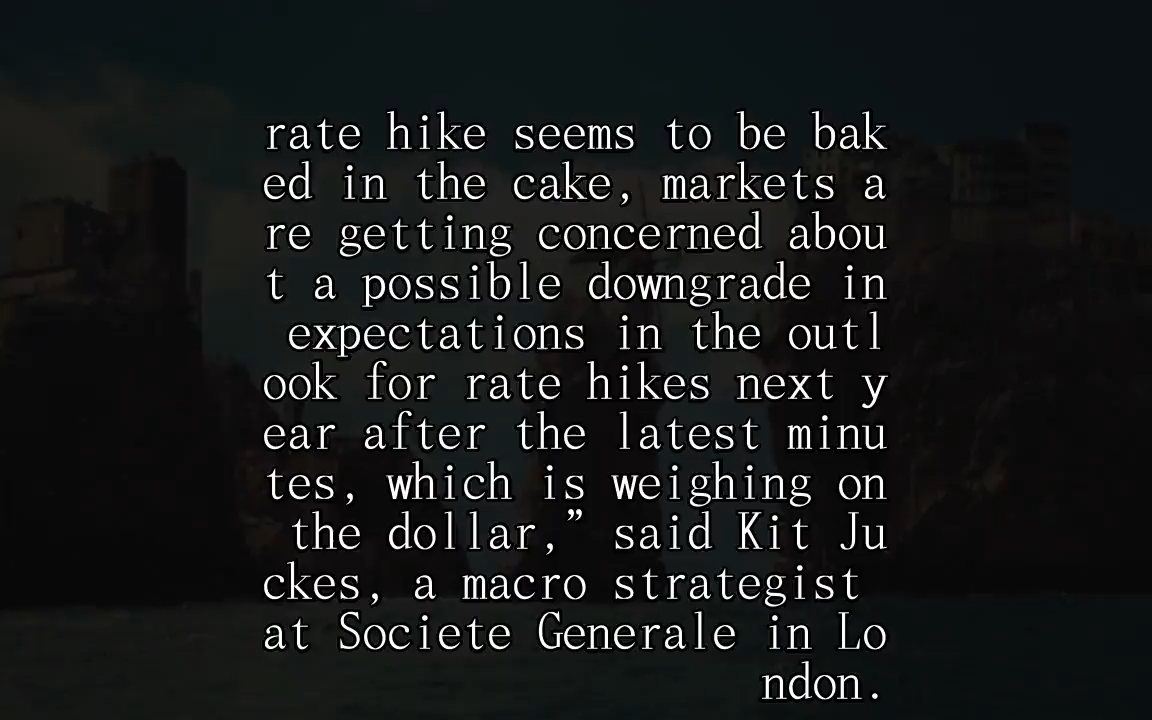 rate hike seems to be bak
ed in the cake, markets a
re getting concerned abou
t a possible downgrade in
expectations in the outl
ook for rate hikes next y
ear after the latest minu
tes, which is weighing on
the dollar,” said Kit Ju
ckes, a macro strategist
at Societe Generale in Lo
ndon.